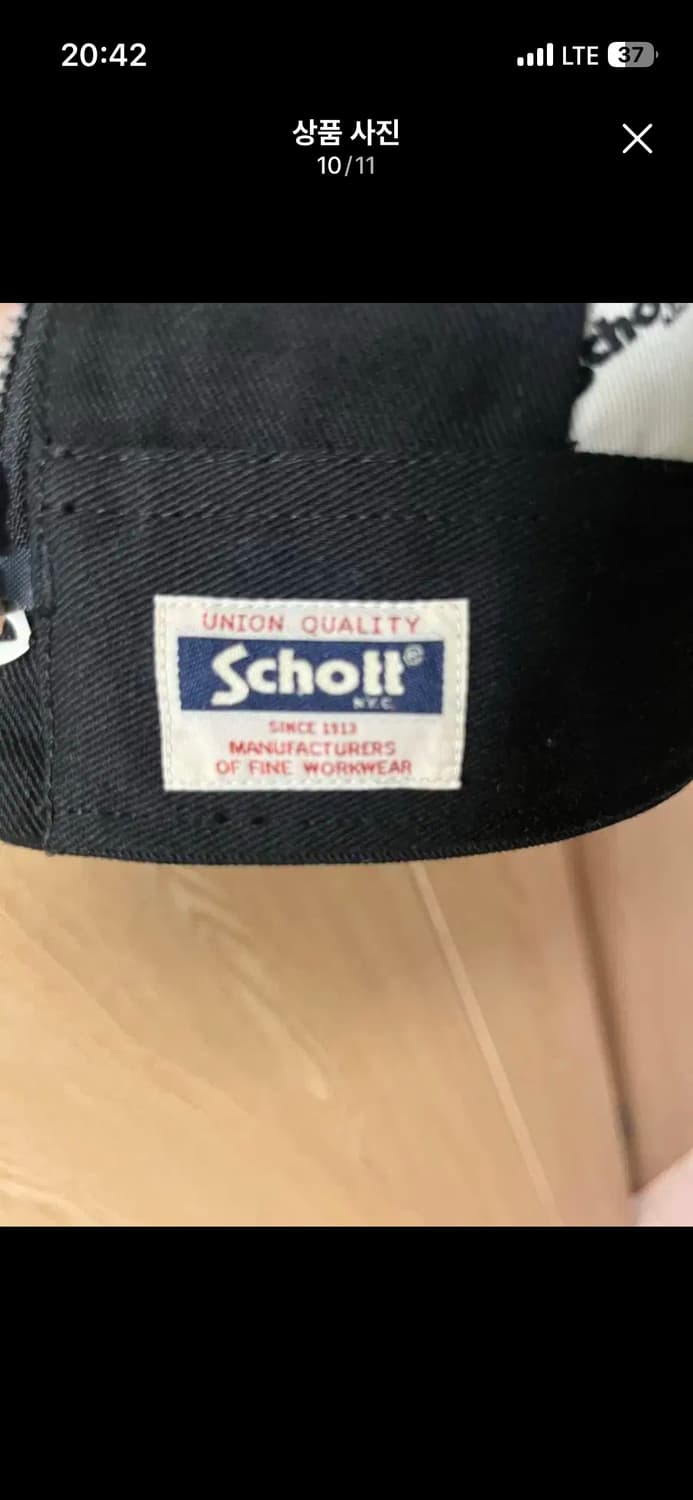 20:42
LTE 37
상품 사진
10/11
UNION QUALITY
Schott®
N.Y.C.
SINCE 1913
MANUFACTURERS
OF FINE WORKWEAR